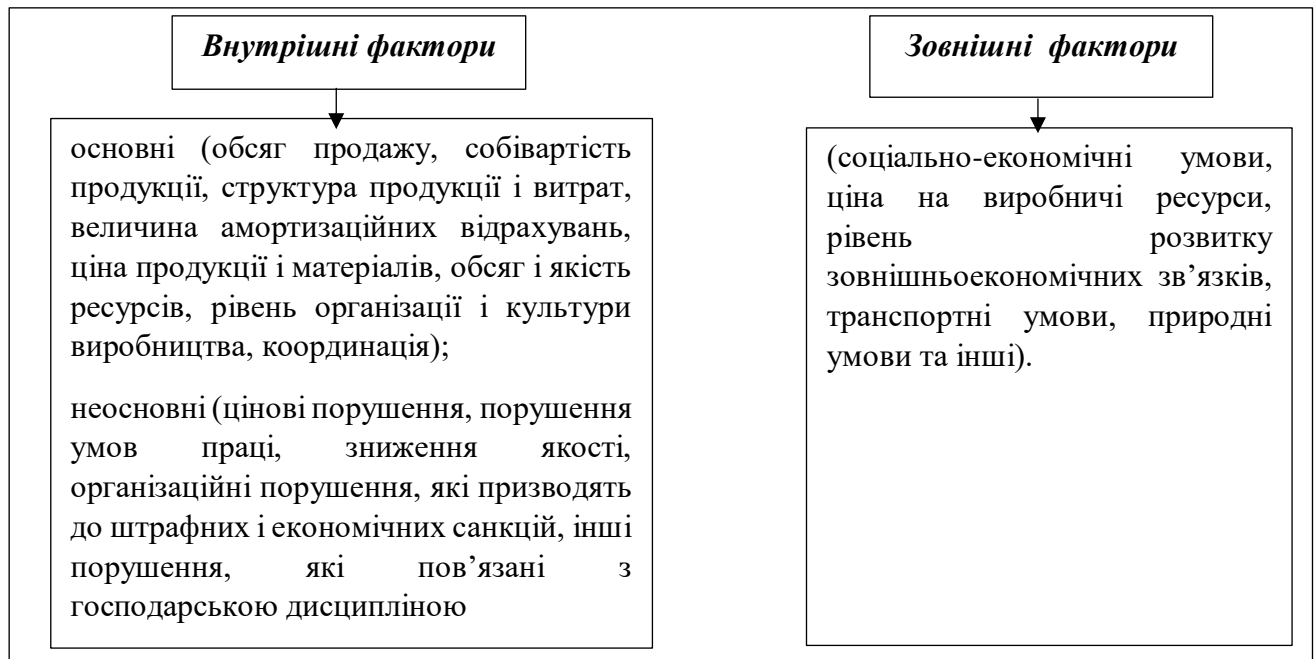 Внутрішні фактори
основні (обсяг продажу, собівартість
продукції, структура продукції і витрат,
величина амортизаційних відрахувань,
ціна продукції і матеріалів, обсяг і якість
ресурсів, рівень організації і культури
виробництва, координація);
неосновні (цінові порушення, порушення
умов праці, зниження якості,
організаційні порушення, які призводять
до штрафних і економічних санкцій, інші
порушення, які пов’язані з
господарською дисципліною
Зовнішні фактори
(соціально-економічні умови,
ціна на виробничі ресурси,
рівень розвитку
зовнішньоекономічних зв’язків,
транспортні умови, природні
умови та інші).